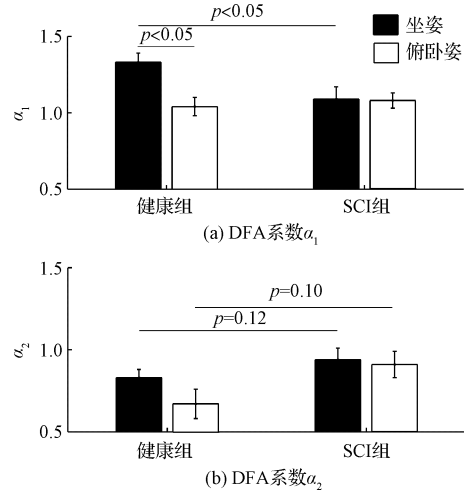 p<0.05
p<0.05
坐姿
俯卧姿
1.5
1.0
0.5
α₁
健康组
SCI组
(a) DFA系数α₁
1.5
1.0
0.5
α₂
p=0.10
p=0.12
健康组
SCI组
(b) DFA系数α₂